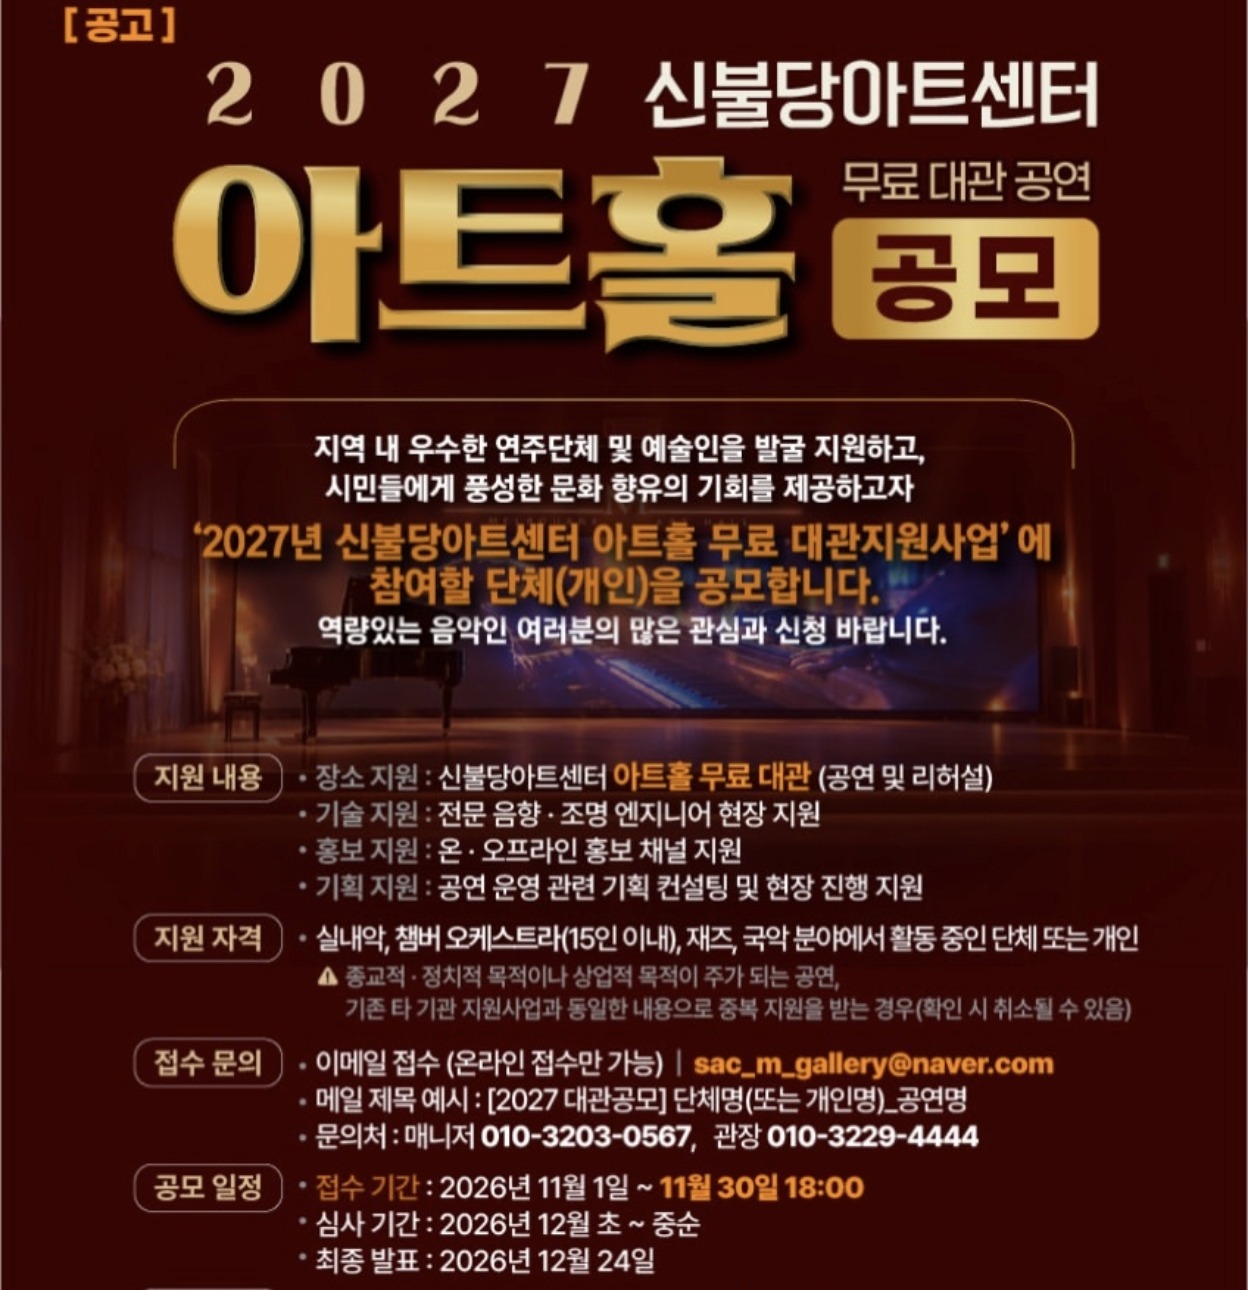 [ 공고 ]
2027 신불당아트센터
아트홀 무료 대관 공연
공모
지역 내 우수한 연주단체 및 예술인을 발굴 지원하고,
시민들에게 풍성한 문화 향유의 기회를 제공하고자
‘2027년 신불당아트센터 아트홀 무료 대관지원사업’ 에
참여할 단체(개인)을 공모합니다.
역량있는 음악인 여러분의 많은 관심과 신청 바랍니다.
지원 내용 • 장소 지원 : 신불당아트센터 아트홀 무료 대관 (공연 및 리허설)
• 기술 지원 : 전문 음향 · 조명 엔지니어 현장 지원
• 홍보 지원 : 온 · 오프라인 홍보 채널 지원
• 기획 지원 : 공연 운영 관련 기획 컨설팅 및 현장 진행 지원
지원 자격 • 실내악, 챔버 오케스트라(15인 이내), 재즈, 국악 분야에서 활동 중인 단체 또는 개인
⚠ 종교적 · 정치적 목적이나 상업적 목적이 주가 되는 공연,
기존 타 기관 지원사업과 동일한 내용으로 중복 지원을 받는 경우(확인 시 취소될 수 있음)
접수 문의 • 이메일 접수 (온라인 접수만 가능) | sac_m_gallery@naver.com
• 메일 제목 예시 : [2027 대관공모] 단체명(또는 개인명)_공연명
• 문의처 : 매니저 010-3203-0567, 관장 010-3229-4444
공모 일정 • 접수 기간 : 2026년 11월 1일 ~ 11월 30일 18:00
• 심사 기간 : 2026년 12월 초 ~ 중순
• 최종 발표 : 2026년 12월 24일